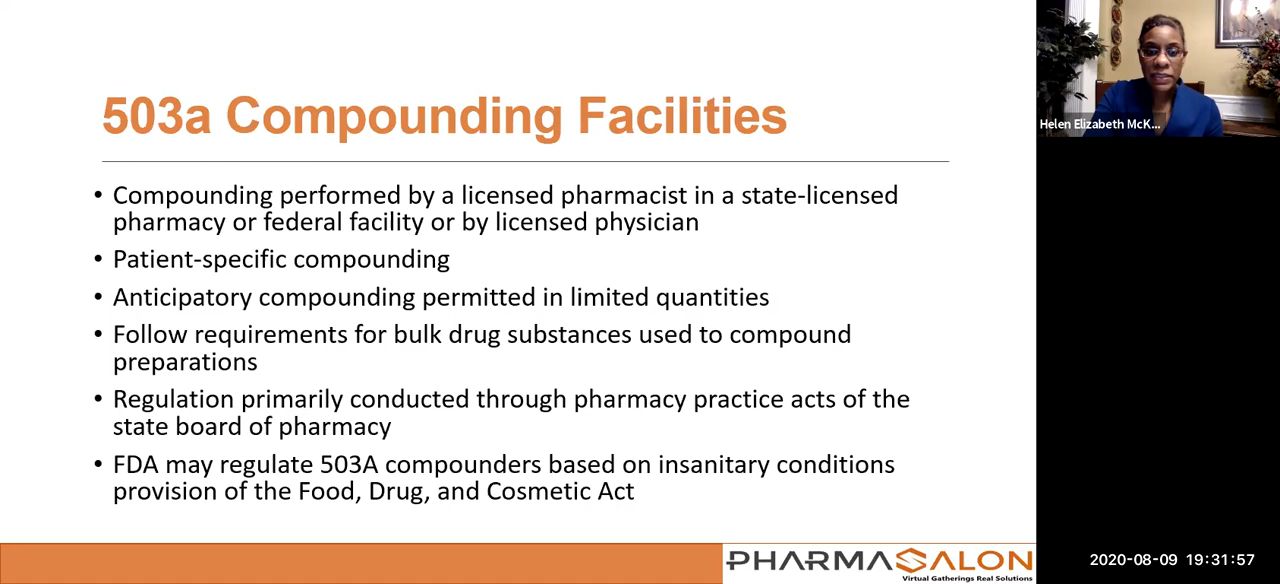 503a Compounding Facilities
• Compounding performed by a licensed pharmacist in a state-licensed
pharmacy or federal facility or by licensed physician
• Patient-specific compounding
• Anticipatory compounding permitted in limited quantities
• Follow requirements for bulk drug substances used to compound
preparations
• Regulation primarily conducted through pharmacy practice acts of the
state board of pharmacy
• FDA may regulate 503A compounders based on insanitary conditions
provision of the Food, Drug, and Cosmetic Act
PHARMASALON
Virtual Gatherings Real Solutions
Helen Elizabeth McK...
2020-08-09 19:31:57